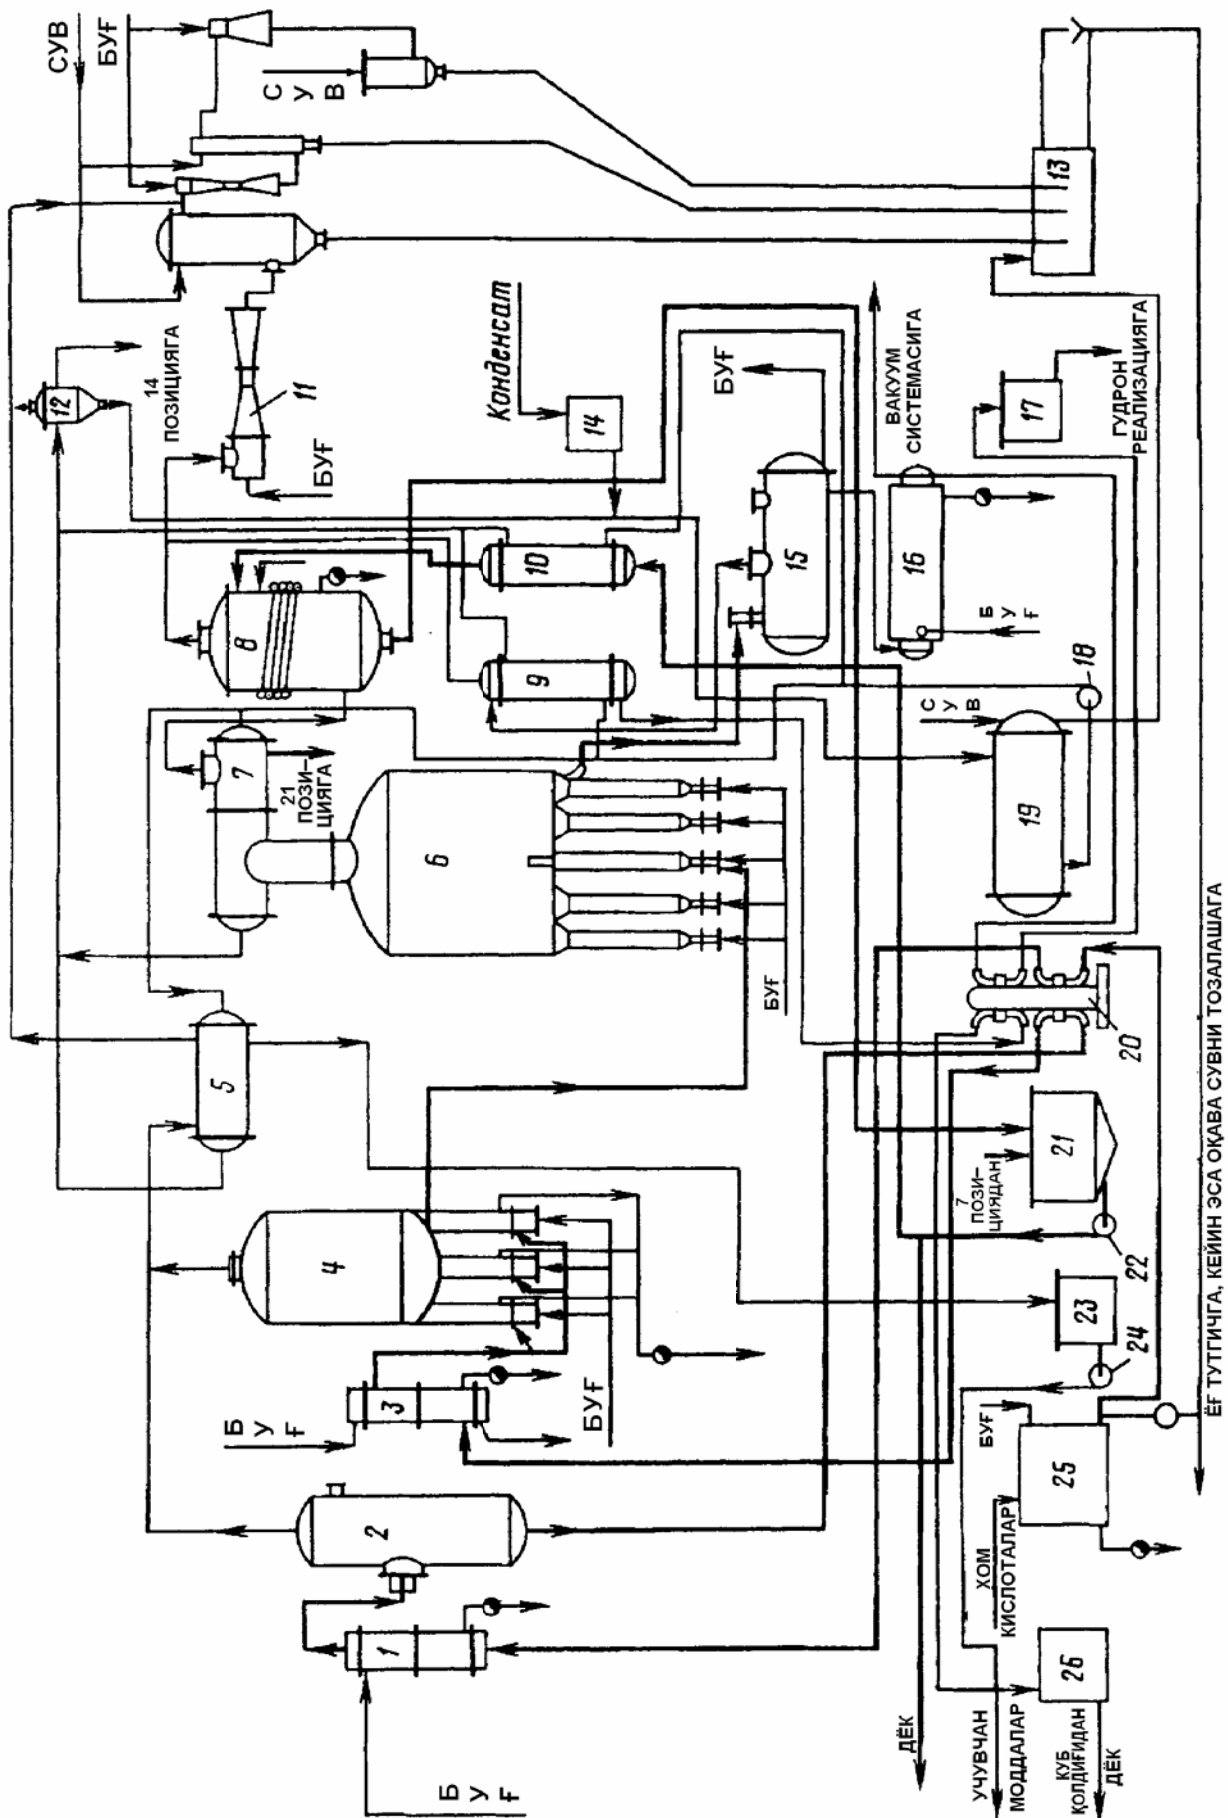 СУВ
БУҒ
С
У
В
12
14
ПОЗИЦИЯГА
11
БУҒ
Конденсат
14
13
БУҒ
ВАКУУМ
СИСТЕМАСИГА
17
ГУДРОН
РЕАЛИЗАЦИЯГА
8
10
9
15
16
Б
У
Ғ
18
7
21
ПОЗИ–
ЦИЯГА
6
С
У
В
19
БУҒ
5
20
4
7
ПОЗИ–
ЦИЯДАН
21
22
3
Б
У
Ғ
БУҒ
23
24
2
БУҒ
25
ХОМ
КИСЛОТАЛАР
1
Б
У
Ғ
26
ДЁК
УЧУВЧАН
МОДДАЛАР
КУБ
ҚОЛДИҒИДАН
ДЁК
ЁҒ ТУТГИЧГА, КЕЙИН ЭСА ОҚАВА СУВНИ ТОЗАЛАШАГА